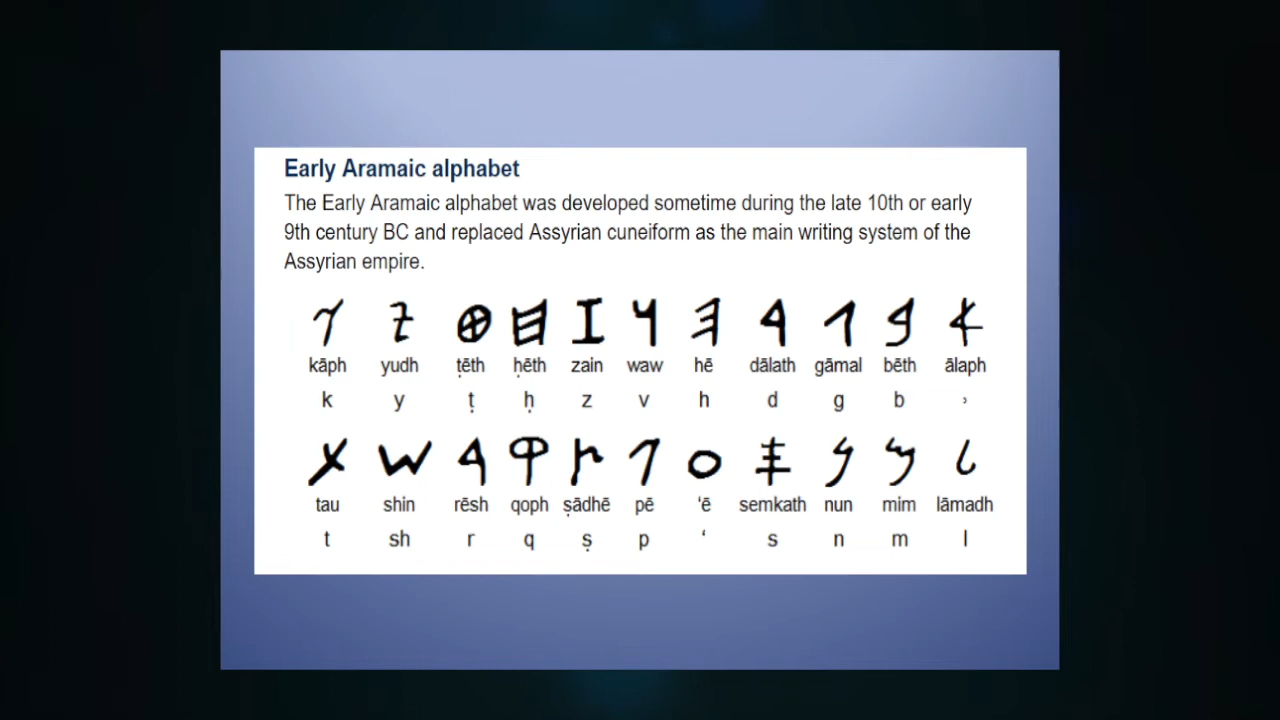 Early Aramaic alphabet
The Early Aramaic alphabet was developed sometime during the late 10th or early
9th century BC and replaced Assyrian cuneiform as the main writing system of the
Assyrian empire.
𐤊 𐤉 𐤈 𐤇 𐤆 𐤅 𐤄 𐤃 𐤂 𐤁 𐤀
kāph yudh ṭēth ḥēth zain waw hē dālath gāmal bēth ālaph
k y ṭ ḥ z v h d g b ʾ
𐤕 𐤔 𐤓 𐤒 𐤑 𐤐 𐤏 𐤎 𐤍 𐤌 𐤋
tau shin rēsh qoph ṣādhē pē ʻē semkath nun mim lāmadh
t sh r q ṣ p ʻ s n m l